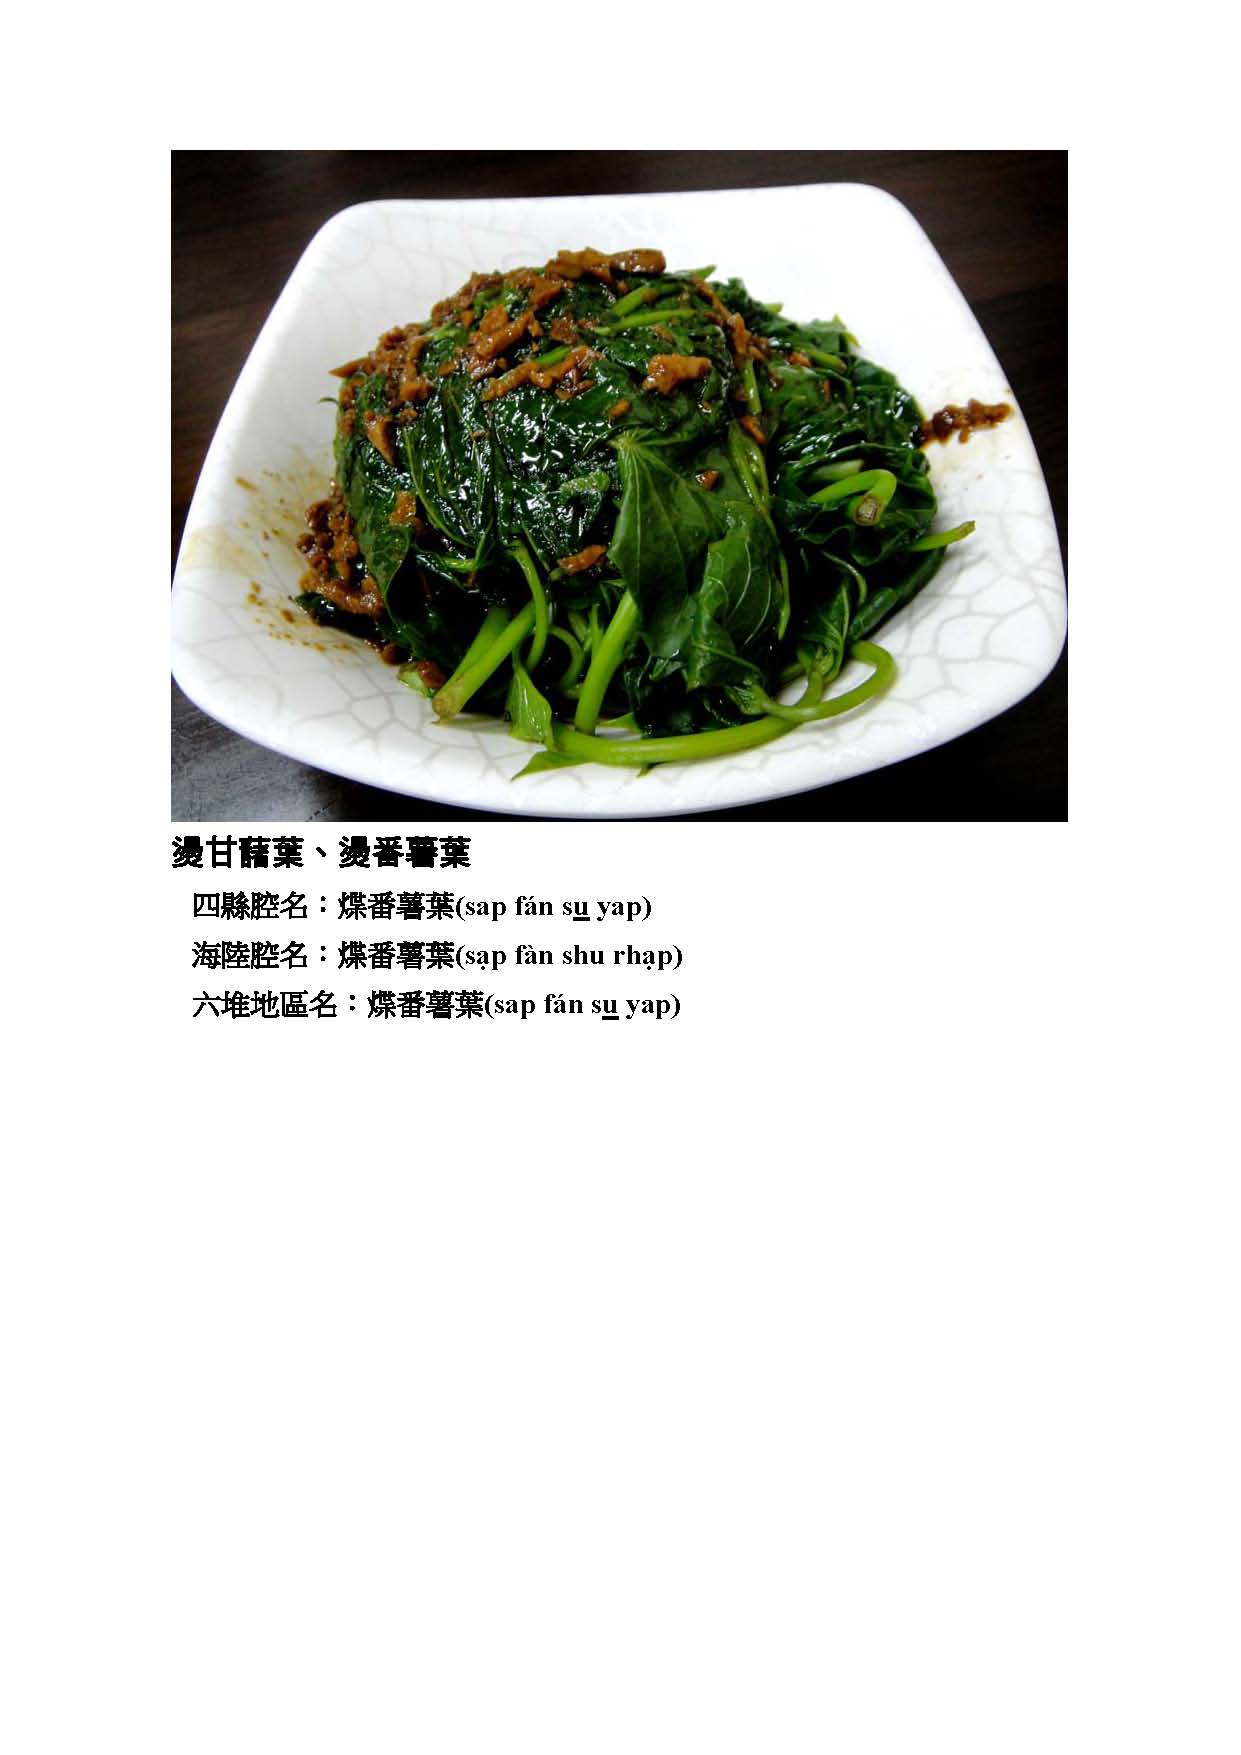 燙甘藷葉、燙番薯葉
四縣腔名：煠番薯葉(sap fán su̲ yap)
海陸腔名：煠番薯葉(sa̩p fàn shu rha̩p)
六堆地區名：煠番薯葉(sap fán su̲ yap)